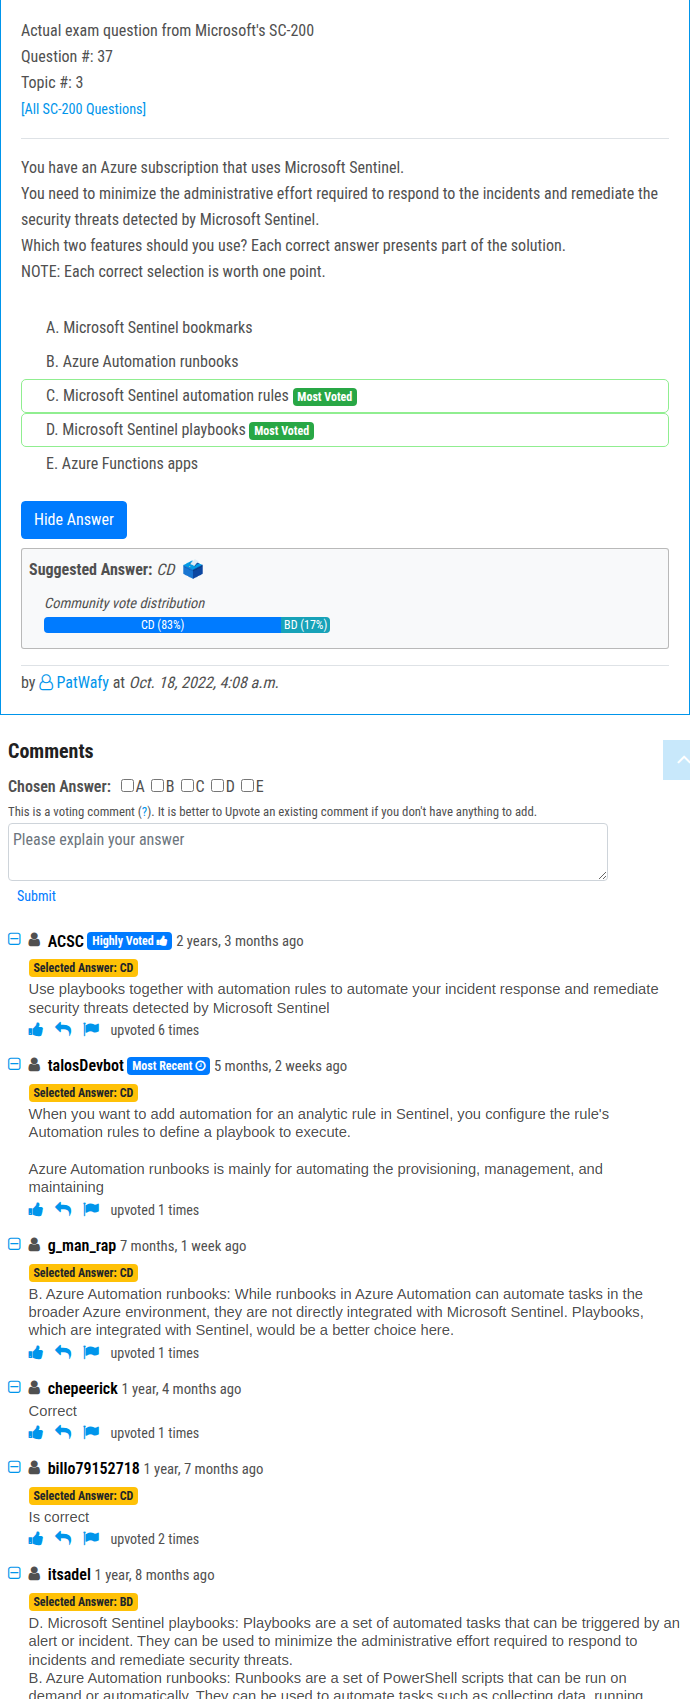 Actual exam question from Microsoft's SC-200
Question #: 37
Topic #: 3
[All SC-200 Questions]
You have an Azure subscription that uses Microsoft Sentinel.
You need to minimize the administrative effort required to respond to the incidents and remediate the
security threats detected by Microsoft Sentinel.
Which two features should you use? Each correct answer presents part of the solution.
NOTE: Each correct selection is worth one point.
A. Microsoft Sentinel bookmarks
B. Azure Automation runbooks
C. Microsoft Sentinel automation rules Most Voted
D. Microsoft Sentinel playbooks Most Voted
E. Azure Functions apps
Hide Answer
Suggested Answer: CD
Community vote distribution
CD (83%) BD (17%)
by PatWafy at Oct. 18, 2022, 4:08 a.m.
Comments
Chosen Answer: A B C D E
This is a voting comment (?). It is better to Upvote an existing comment if you don't have anything to add.
Please explain your answer
Submit
ACSC Highly Voted 2 years, 3 months ago
Selected Answer: CD
Use playbooks together with automation rules to automate your incident response and remediate
security threats detected by Microsoft Sentinel
upvoted 6 times
talosDevbot Most Recent 5 months, 2 weeks ago
Selected Answer: CD
When you want to add automation for an analytic rule in Sentinel, you configure the rule's
Automation rules to define a playbook to execute.
Azure Automation runbooks is mainly for automating the provisioning, management, and
maintaining
upvoted 1 times
g_man_rap 7 months, 1 week ago
Selected Answer: CD
B. Azure Automation runbooks: While runbooks in Azure Automation can automate tasks in the
broader Azure environment, they are not directly integrated with Microsoft Sentinel. Playbooks,
which are integrated with Sentinel, would be a better choice here.
upvoted 1 times
chepeerick 1 year, 4 months ago
Correct
upvoted 1 times
billo79152718 1 year, 7 months ago
Selected Answer: CD
Is correct
upvoted 2 times
itsadel 1 year, 8 months ago
Selected Answer: BD
D. Microsoft Sentinel playbooks: Playbooks are a set of automated tasks that can be triggered by an
alert or incident. They can be used to minimize the administrative effort required to respond to
incidents and remediate security threats.
B. Azure Automation runbooks: Runbooks are a set of PowerShell scripts that can be run on
demand or automatically. They can be used to automate tasks such as collecting data, running